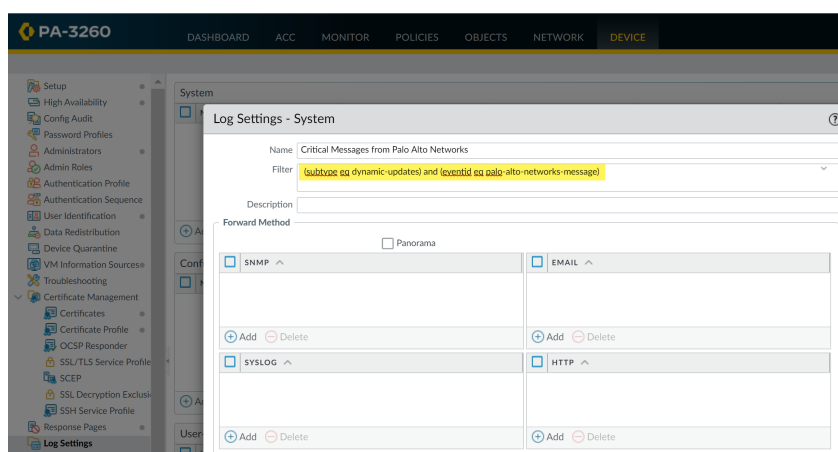 PA-3260
DASHBOARD ACC MONITOR POLICIES OBJECTS NETWORK DEVICE
Setup
High Availability
Config Audit
Password Profiles
Administrators
Admin Roles
Authentication Profile
Authentication Sequence
User Identification
Data Redistribution
Device Quarantine
VM Information Sources
Troubleshooting
Certificate Management
Certificates
Certificate Profile
OCSP Responder
SSL/TLS Service Profile
SCEP
SSL Decryption Exclusi
SSH Service Profile
Response Pages
Log Settings
System
Confi
User-
Log Settings - System
Name Critical Messages from Palo Alto Networks
Filter (subtype eq dynamic-updates) and (eventid eq palo-alto-networks-message)
Description
Forward Method
Panorama
SNMP EMAIL
Add Delete Add Delete
SYSLOG HTTP
Add Delete Add Delete